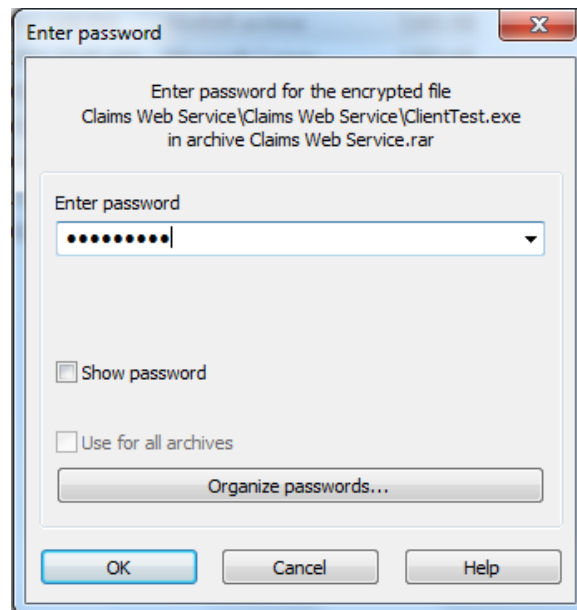 Enter password
Enter password for the encrypted file
Claims Web Service\Claims Web Service\ClientTest.exe
in archive Claims Web Service.rar
Enter password
•••••••••
Show password
Use for all archives
Organize passwords...
OK Cancel Help